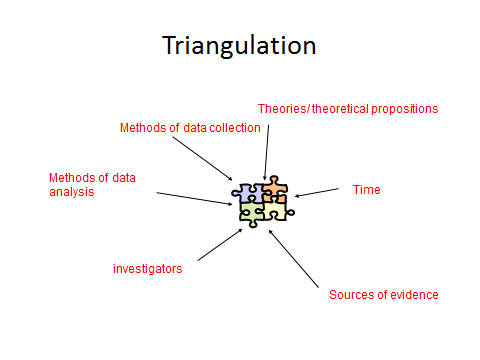 Triangulation
Theories/theoretical propositions
Methods of data collection
Methods of data
analysis
Time
investigators
Sources of evidence